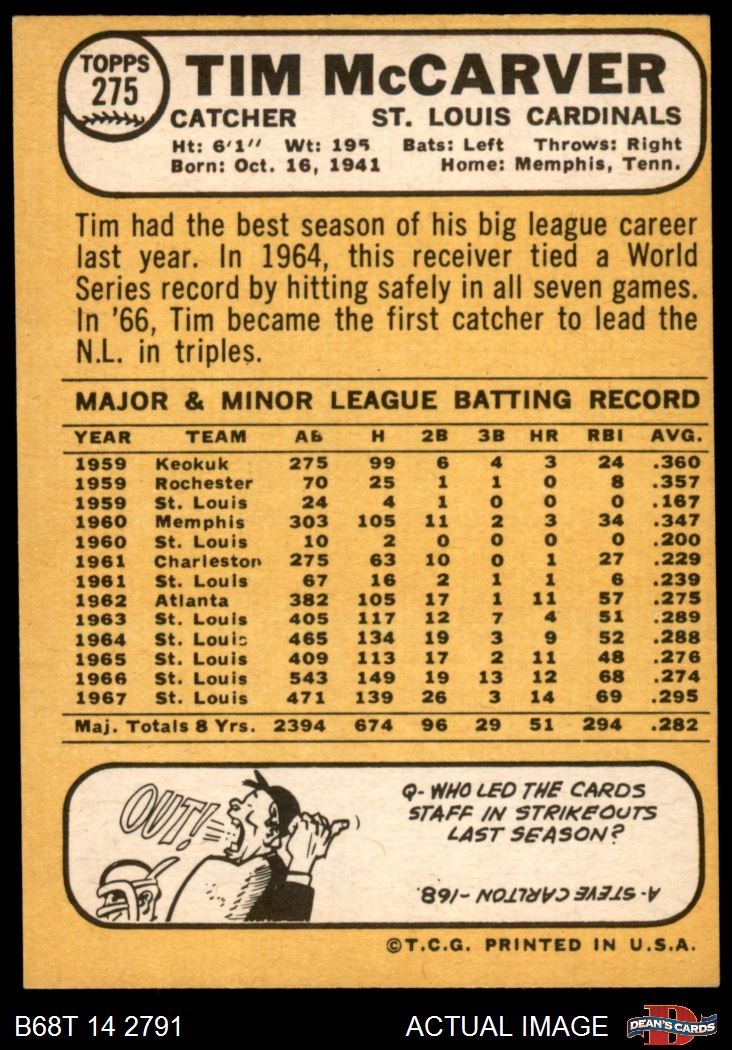 TOPPS
275
TIM McCARVER
CATCHER ST. LOUIS CARDINALS
Ht: 6'1" Wt: 195 Bats: Left Throws: Right
Born: Oct. 16, 1941 Home: Memphis, Tenn.
Tim had the best season of his big league career
last year. In 1964, this receiver tied a World
Series record by hitting safely in all seven games.
In '66, Tim became the first catcher to lead the
N.L. in triples.
MAJOR & MINOR LEAGUE BATTING RECORD
YEAR TEAM AB H 2B 3B HR RBI AVG.
1959 Keokuk 275 99 6 4 3 24 .360
1959 Rochester 70 25 1 1 0 8 .357
1959 St. Louis 24 4 1 0 0 0 .167
1960 Memphis 303 105 11 2 3 34 .347
1960 St. Louis 10 2 0 0 0 0 .200
1961 Charleston 275 63 10 0 1 27 .229
1961 St. Louis 67 16 2 1 1 6 .239
1962 Atlanta 382 105 17 1 11 57 .275
1963 St. Louis 405 117 12 7 4 51 .289
1964 St. Louis 465 134 19 3 9 52 .288
1965 St. Louis 409 113 17 2 11 48 .276
1966 St. Louis 543 149 19 13 12 68 .274
1967 St. Louis 471 139 26 3 14 69 .295
Maj. Totals 8 Yrs. 2394 674 96 29 51 294 .282
OUT!
Q- WHO LED THE CARDS
STAFF IN STRIKEOUTS
LAST SEASON?
A- STEVE CARLTON -168.
©T.C.G. PRINTED IN U.S.A.
B68T 14 2791 ACTUAL IMAGE
D
DEAN'S CARDS